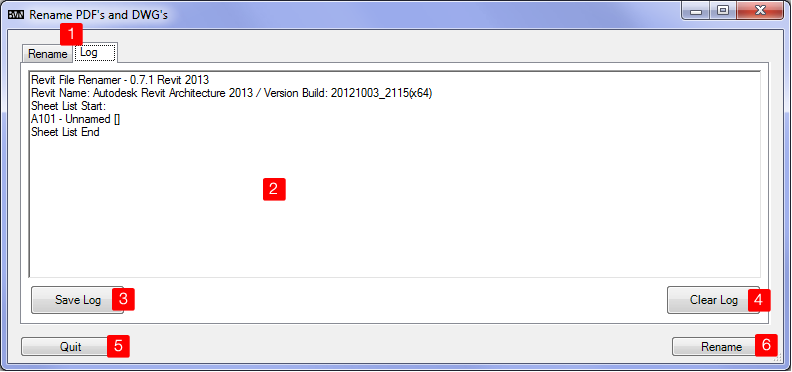 Rename PDF's and DWG's
1
Rename Log
Revit File Renamer - 0.7.1 Revit 2013
Revit Name: Autodesk Revit Architecture 2013 / Version Build: 20121003_2115(x64)
Sheet List Start:
A101 - Unnamed []
Sheet List End
2
Save Log 3 Clear Log 4
Quit 5 Rename 6